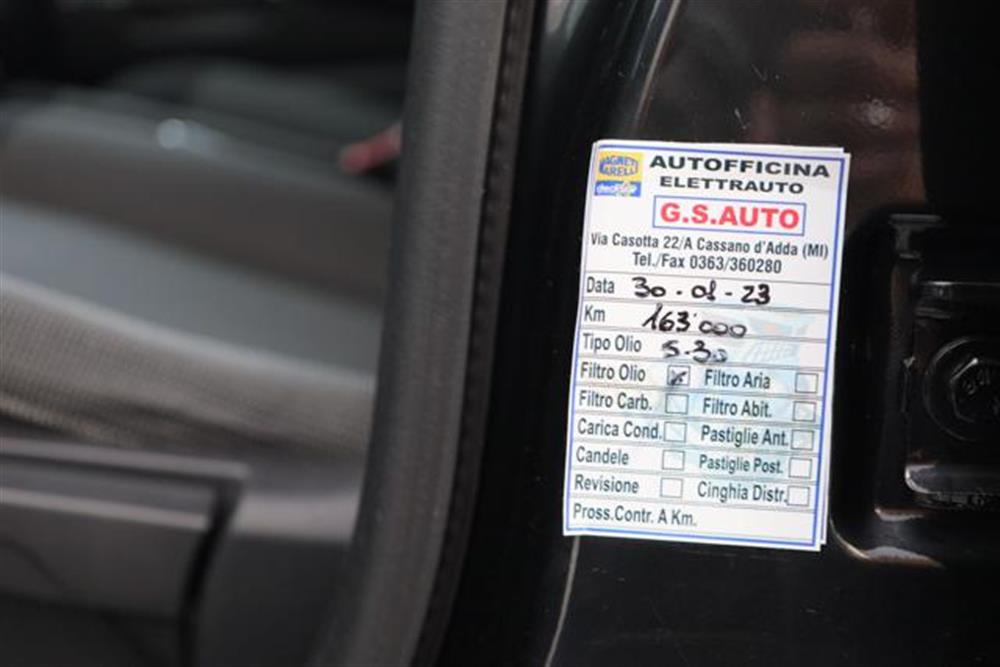 MAGNETI MARELLI
checkstar
AUTOFFICINA
ELETTRAUTO
G.S.AUTO
Via Casotta 22/A Cassano d'Adda (MI)
Tel./Fax 0363/360280
Data 30-01-23
Km 163'000
Tipo Olio 5-30
Filtro Olio Filtro Aria
Filtro Carb. Filtro Abit.
Carica Cond. Pastiglie Ant.
Candele Pastiglie Post.
Revisione Cinghia Distr.
Pross.Contr. A Km.